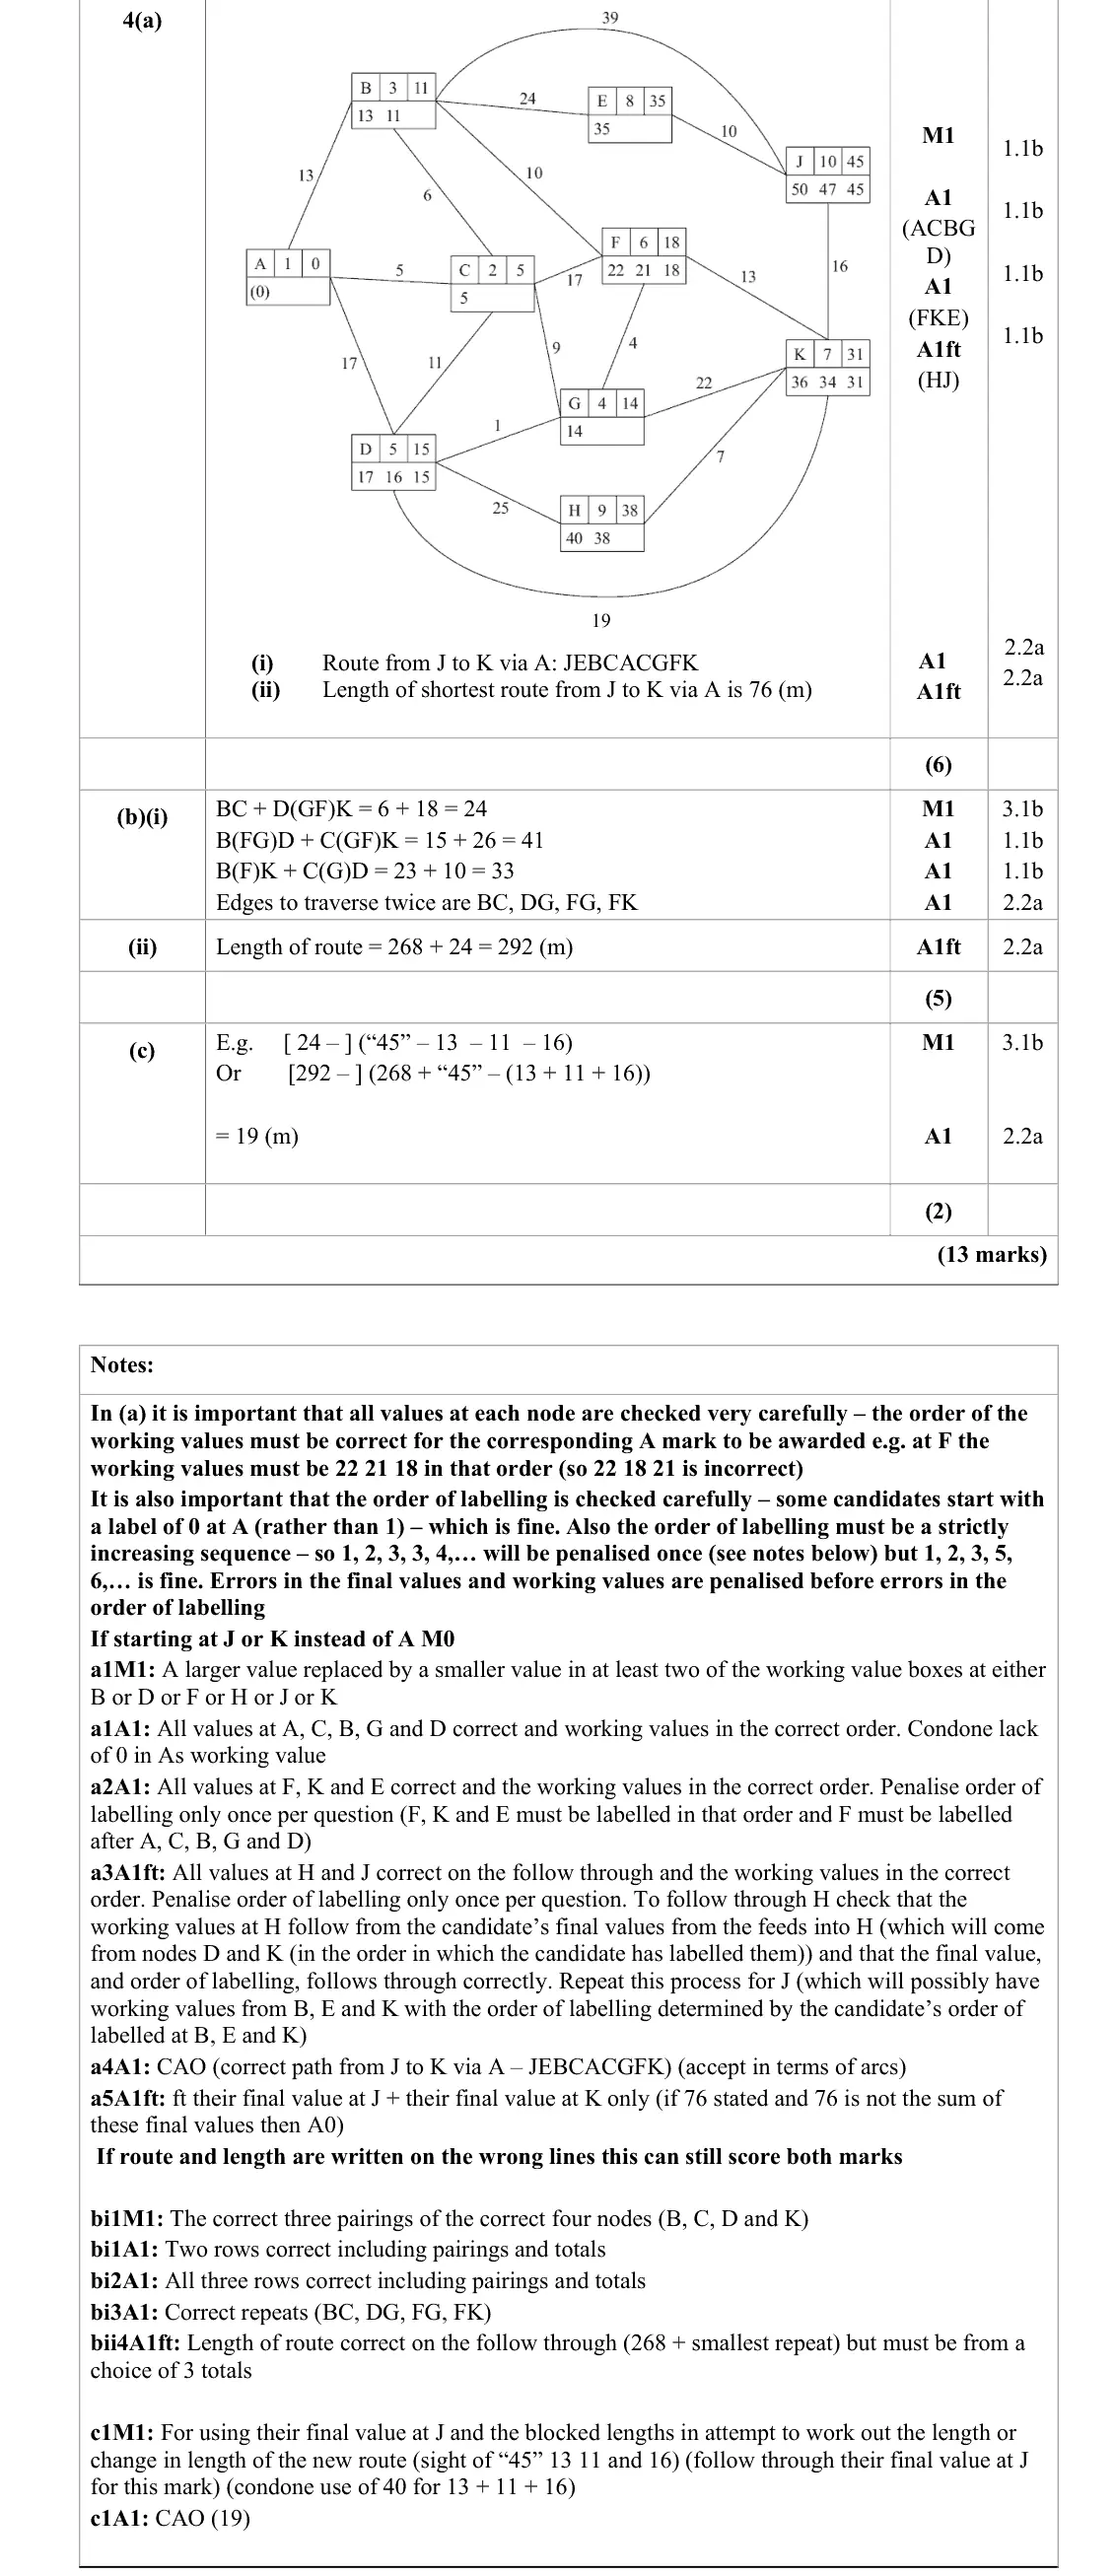 4(a)
39
B 3 11
13 11
24
E 8 35
35
10
J 10 45
50 47 45
M1
1.1b
13
6
10
A1
1.1b
(ACBG
D)
F 6 18
22 21 18
A 1 0
(0)
5
C 2 5
5
17
13
16
A1
1.1b
(FKE)
A1ft
1.1b
(HJ)
17
11
9
4
K 7 31
36 34 31
22
G 4 14
14
1
D 5 15
17 16 15
7
25
H 9 38
40 38
19
(i) Route from J to K via A: JEBCACGFK A1 2.2a
(ii) Length of shortest route from J to K via A is 76 (m) A1ft 2.2a
(6)
(b)(i) BC + D(GF)K = 6 + 18 = 24 M1 3.1b
B(FG)D + C(GF)K = 15 + 26 = 41 A1 1.1b
B(F)K + C(G)D = 23 + 10 = 33 A1 1.1b
Edges to traverse twice are BC, DG, FG, FK A1 2.2a
(ii) Length of route = 268 + 24 = 292 (m) A1ft 2.2a
(5)
(c) E.g. [ 24 – ] (“45” – 13 – 11 – 16) M1 3.1b
Or [292 – ] (268 + “45” – (13 + 11 + 16))
= 19 (m) A1 2.2a
(2)
(13 marks)
Notes:
In (a) it is important that all values at each node are checked very carefully – the order of the
working values must be correct for the corresponding A mark to be awarded e.g. at F the
working values must be 22 21 18 in that order (so 22 18 21 is incorrect)
It is also important that the order of labelling is checked carefully – some candidates start with
a label of 0 at A (rather than 1) – which is fine. Also the order of labelling must be a strictly
increasing sequence – so 1, 2, 3, 3, 4,… will be penalised once (see notes below) but 1, 2, 3, 5,
6,… is fine. Errors in the final values and working values are penalised before errors in the
order of labelling
If starting at J or K instead of A M0
a1M1: A larger value replaced by a smaller value in at least two of the working value boxes at either
B or D or F or H or J or K
a1A1: All values at A, C, B, G and D correct and working values in the correct order. Condone lack
of 0 in As working value
a2A1: All values at F, K and E correct and the working values in the correct order. Penalise order of
labelling only once per question (F, K and E must be labelled in that order and F must be labelled
after A, C, B, G and D)
a3A1ft: All values at H and J correct on the follow through and the working values in the correct
order. Penalise order of labelling only once per question. To follow through H check that the
working values at H follow from the candidate’s final values from the feeds into H (which will come
from nodes D and K (in the order in which the candidate has labelled them)) and that the final value,
and order of labelling, follows through correctly. Repeat this process for J (which will possibly have
working values from B, E and K with the order of labelling determined by the candidate’s order of
labelled at B, E and K)
a4A1: CAO (correct path from J to K via A – JEBCACGFK) (accept in terms of arcs)
a5A1ft: ft their final value at J + their final value at K only (if 76 stated and 76 is not the sum of
these final values then A0)
If route and length are written on the wrong lines this can still score both marks
bi1M1: The correct three pairings of the correct four nodes (B, C, D and K)
bi1A1: Two rows correct including pairings and totals
bi2A1: All three rows correct including pairings and totals
bi3A1: Correct repeats (BC, DG, FG, FK)
bii4A1ft: Length of route correct on the follow through (268 + smallest repeat) but must be from a
choice of 3 totals
c1M1: For using their final value at J and the blocked lengths in attempt to work out the length or
change in length of the new route (sight of “45” 13 11 and 16) (follow through their final value at J
for this mark) (condone use of 40 for 13 + 11 + 16)
c1A1: CAO (19)